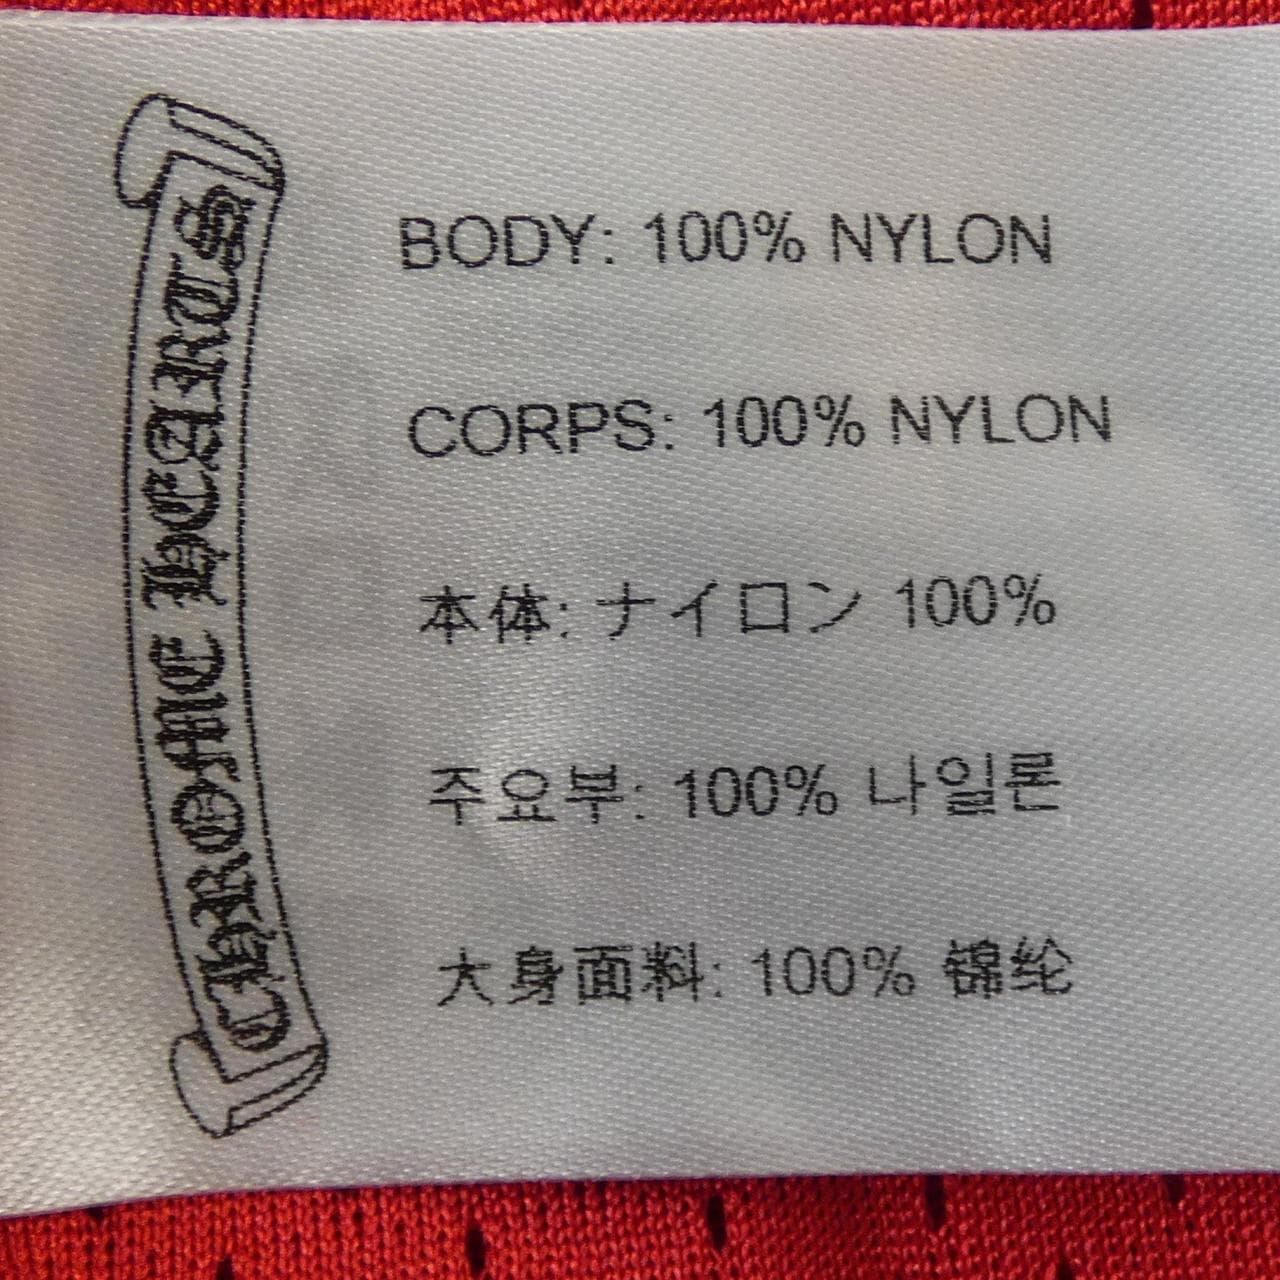 CHROME HEARTS
BODY: 100% NYLON
CORPS: 100% NYLON
本体: ナイロン 100%
주요부: 100% 나일론
大身面料: 100% 锦纶